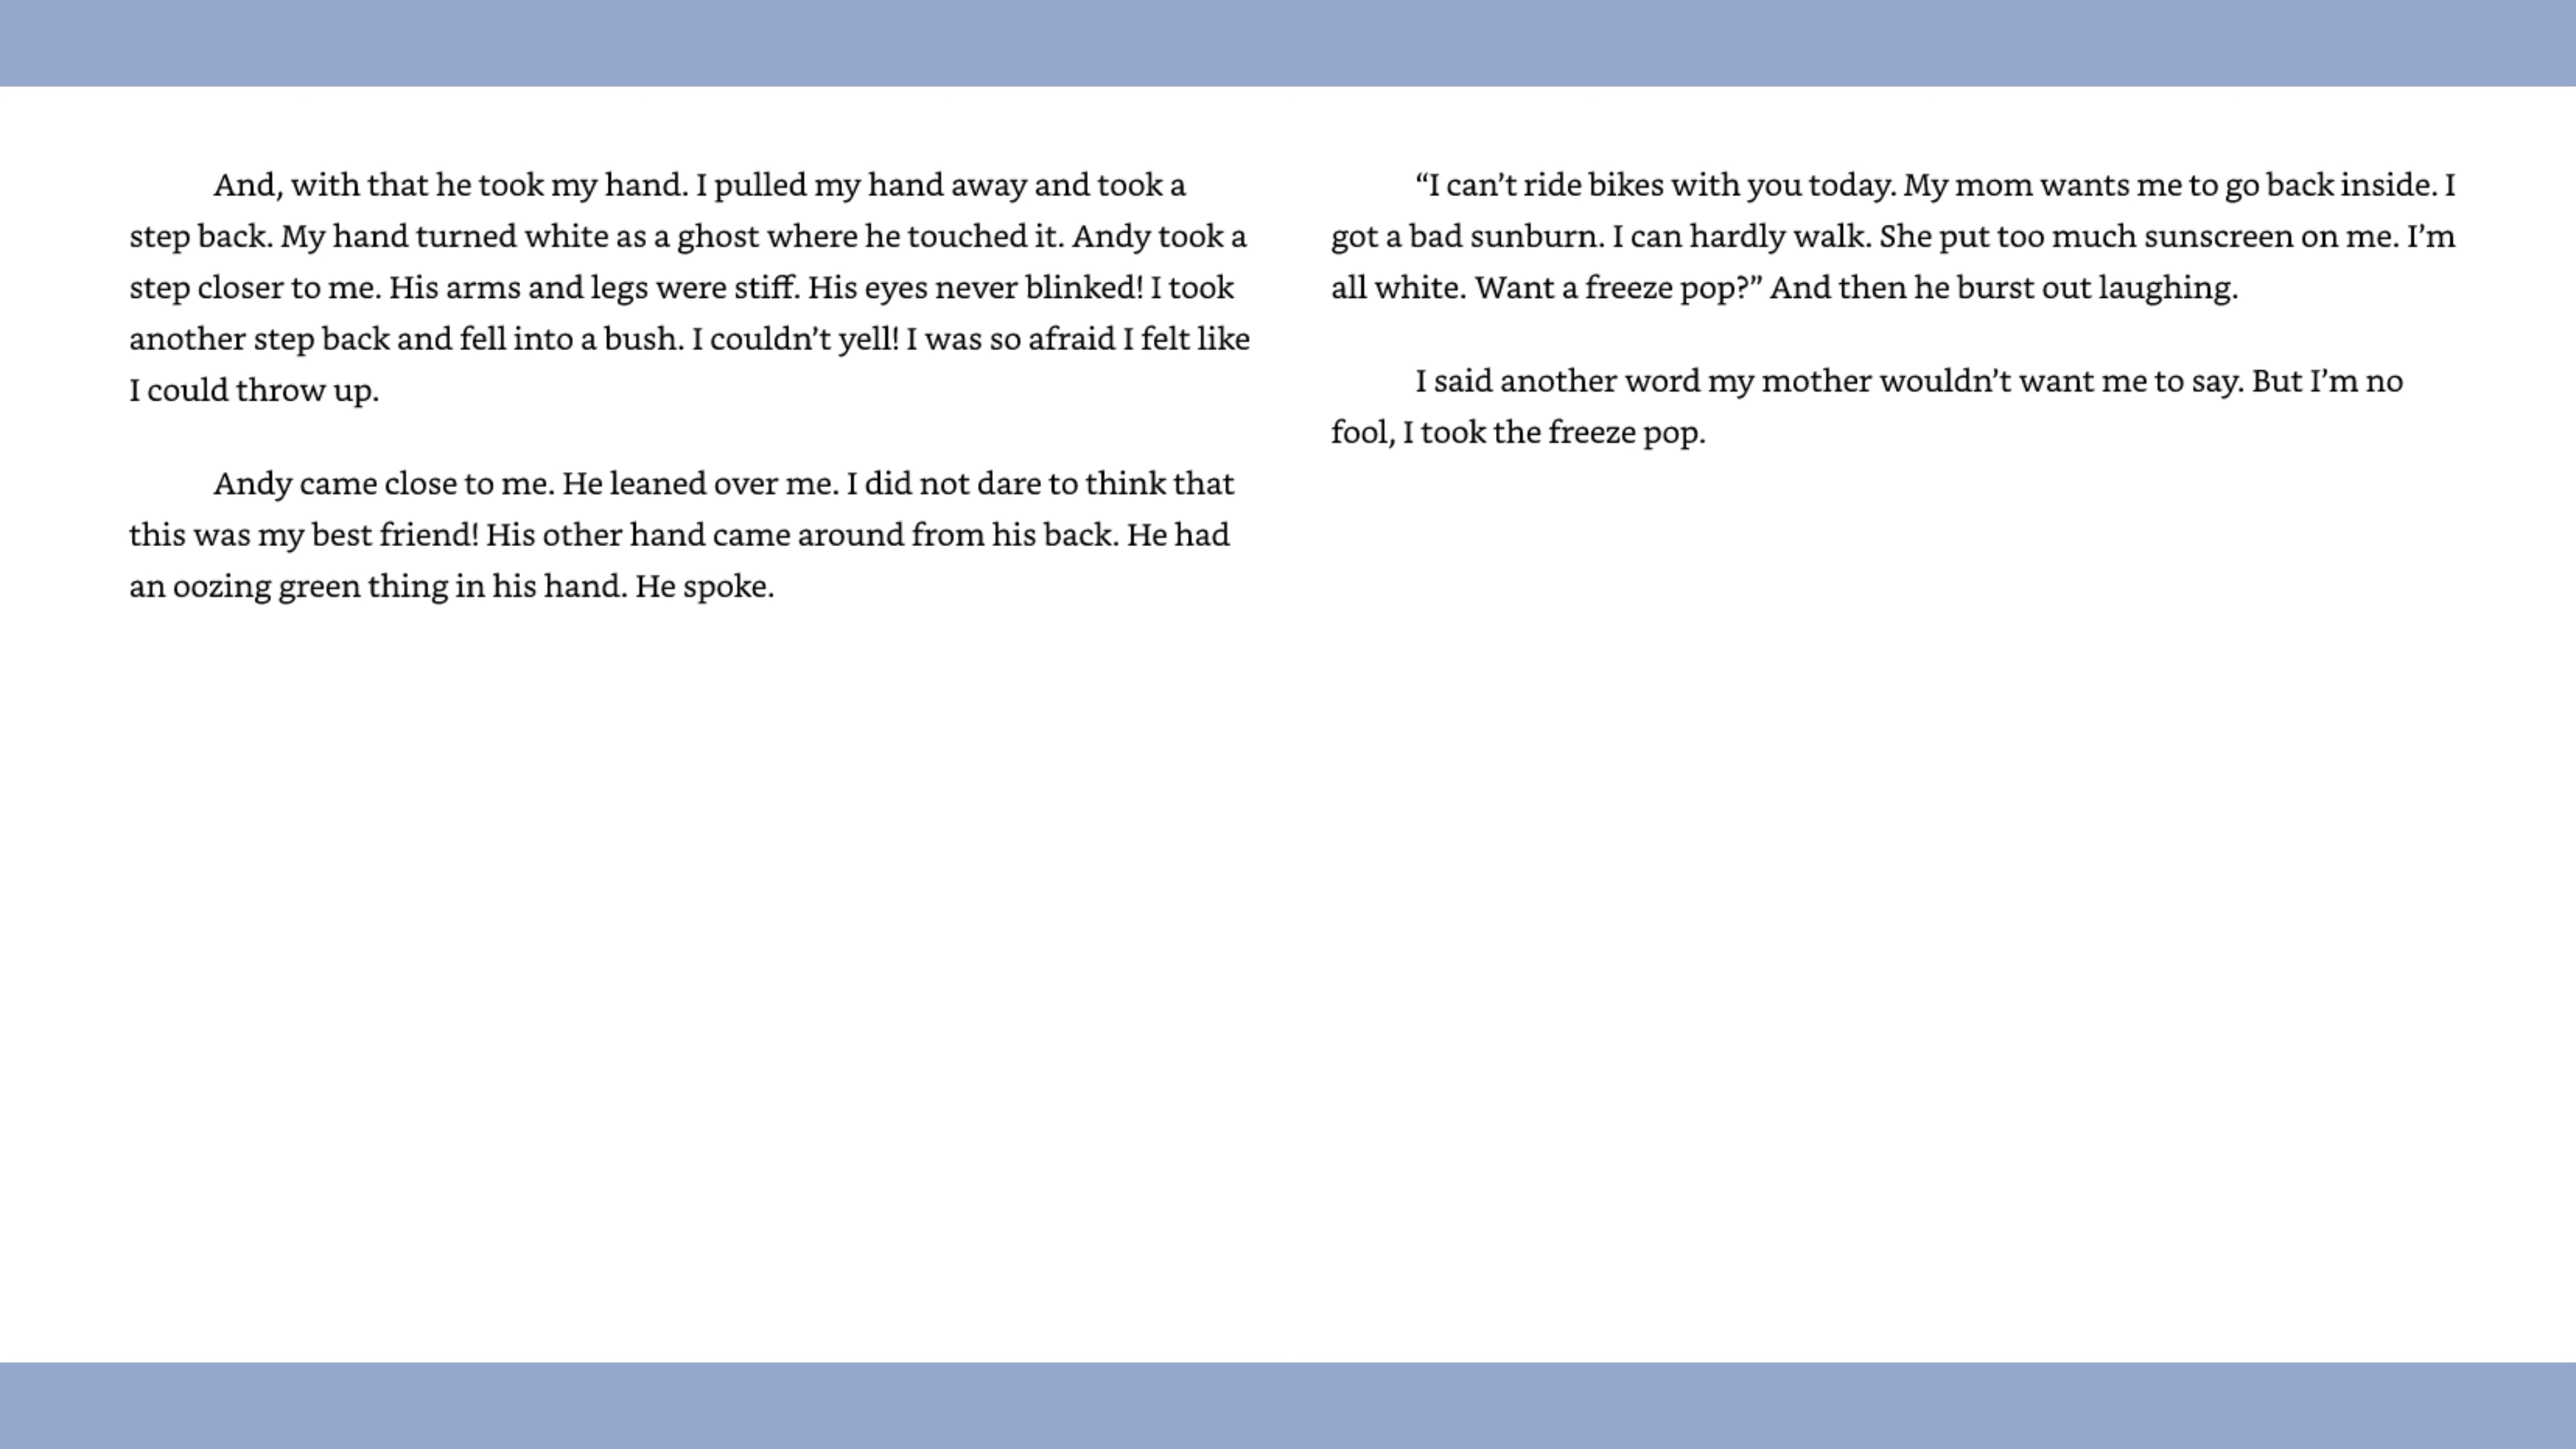 And, with that he took my hand. I pulled my hand away and took a
step back. My hand turned white as a ghost where he touched it. Andy took a
step closer to me. His arms and legs were stiff. His eyes never blinked! I took
another step back and fell into a bush. I couldn’t yell! I was so afraid I felt like
I could throw up.
Andy came close to me. He leaned over me. I did not dare to think that
this was my best friend! His other hand came around from his back. He had
an oozing green thing in his hand. He spoke.
“I can’t ride bikes with you today. My mom wants me to go back inside. I
got a bad sunburn. I can hardly walk. She put too much sunscreen on me. I’m
all white. Want a freeze pop?” And then he burst out laughing.
I said another word my mother wouldn’t want me to say. But I’m no
fool, I took the freeze pop.